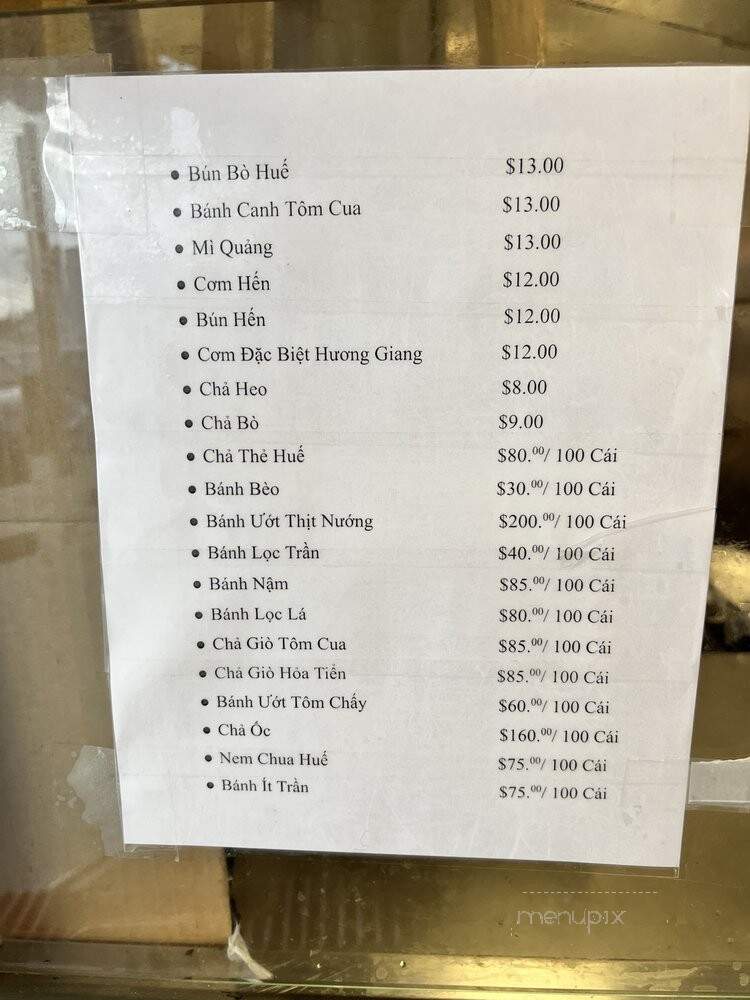 • Bún Bò Huế $13.00
• Bánh Canh Tôm Cua $13.00
• Mì Quảng $13.00
• Cơm Hến $12.00
• Bún Hến $12.00
• Cơm Đặc Biệt Hương Giang $12.00
• Chả Heo $8.00
• Chả Bò $9.00
• Chả Thẻ Huế $80.⁰⁰/ 100 Cái
• Bánh Bèo $30.⁰⁰/ 100 Cái
• Bánh Ướt Thịt Nướng $200.⁰⁰/ 100 Cái
• Bánh Lọc Trần $40.⁰⁰/ 100 Cái
• Bánh Nậm $85.⁰⁰/ 100 Cái
• Bánh Lọc Lá $80.⁰⁰/ 100 Cái
• Chả Giò Tôm Cua $85.⁰⁰/ 100 Cái
• Chả Giò Hỏa Tiển $85.⁰⁰/ 100 Cái
• Bánh Ướt Tôm Chấy $60.⁰⁰/ 100 Cái
• Chả Ốc $160.⁰⁰/ 100 Cái
• Nem Chua Huế $75.⁰⁰/ 100 Cái
• Bánh Ít Trần $75.⁰⁰/ 100 Cái
menupix